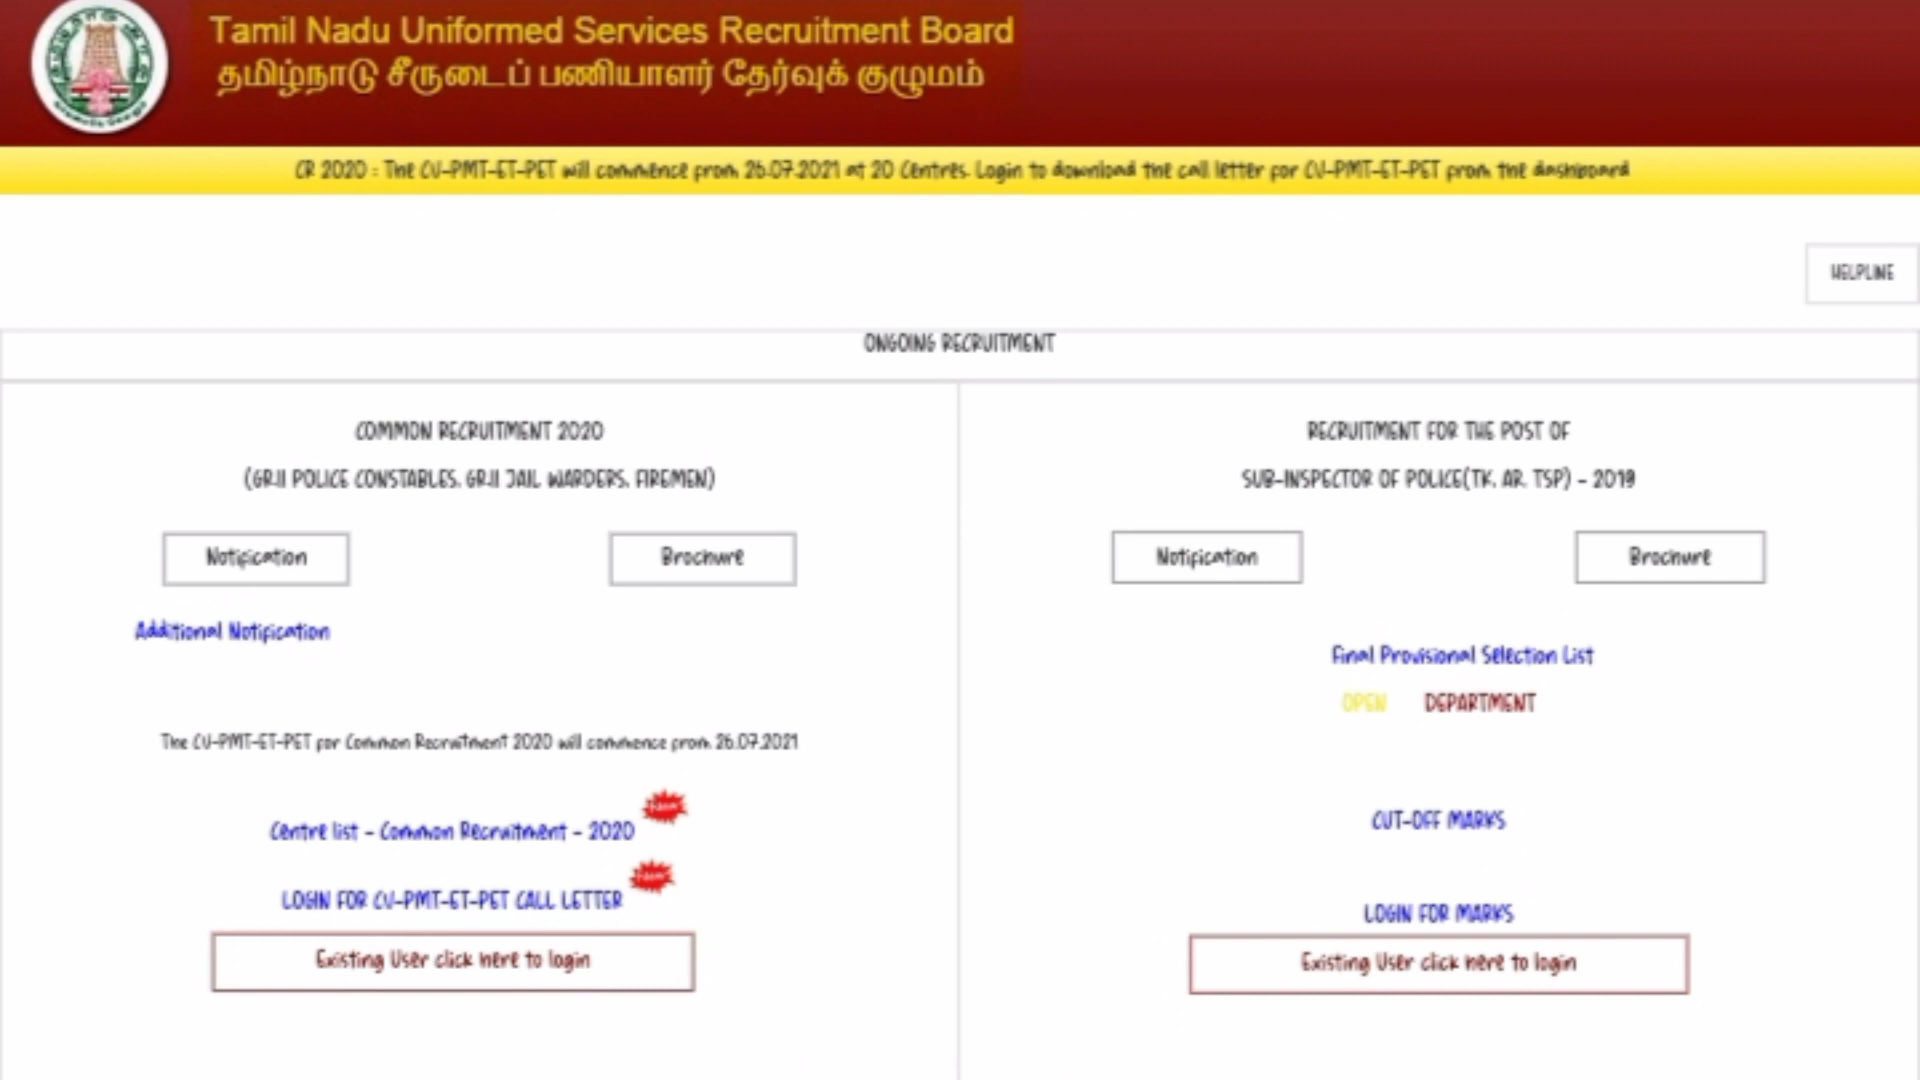 Tamil Nadu Uniformed Services Recruitment Board
தமிழ்நாடு சீருடைப் பணியாளர் தேர்வுக் குழுமம்
CR 2020 : The CV-PMT-ET-PET will commence from 26.07.2021 at 20 Centres. Login to download the call letter for CV-PMT-ET-PET from the dashboard
HELPLINE
ONGOING RECRUITMENT
COMMON RECRUITMENT 2020
(GR.II POLICE CONSTABLES, GR.II JAIL WARDERS, FIREMEN)
Notification
Brochure
Additional Notification
The CV-PMT-ET-PET for Common Recruitment 2020 will commence from 26.07.2021
Centre list - Common Recruitment - 2020
LOGIN FOR CV-PMT-ET-PET CALL LETTER
Existing User click here to login
RECRUITMENT FOR THE POST OF
SUB-INSPECTOR OF POLICE(TK, AR, TSP) - 2019
Notification
Brochure
Final Provisional Selection List
OPEN DEPARTMENT
CUT-OFF MARKS
LOGIN FOR MARKS
Existing User click here to login